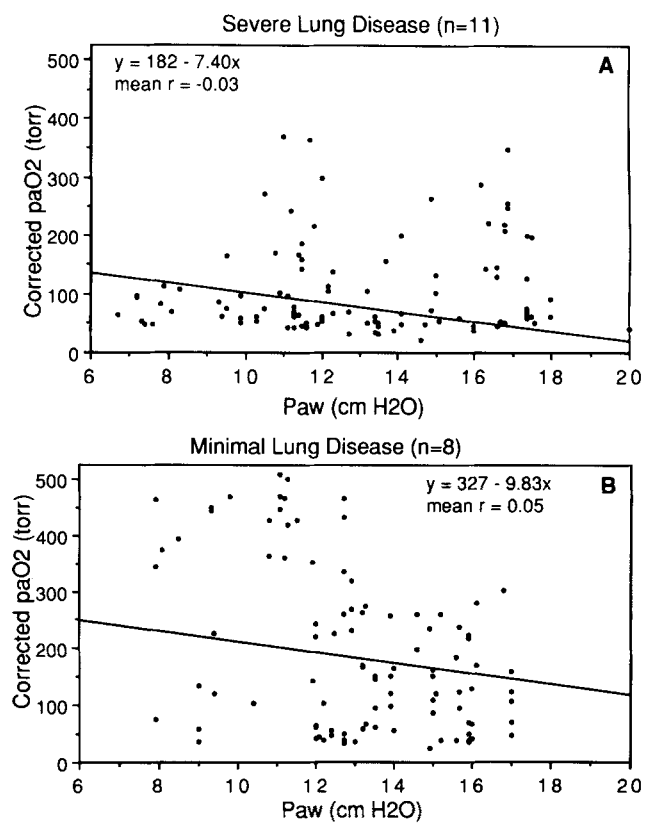 Severe Lung Disease (n=11)
500
400
300
200
100
0
Corrected paO2 (torr)
y = 182 - 7.40x
mean r = -0.03
A
6 8 10 12 14 16 18 20
Paw (cm H2O)
Minimal Lung Disease (n=8)
500
400
300
200
100
0
Corrected paO2 (torr)
y = 327 - 9.83x
mean r = 0.05
B
6 8 10 12 14 16 18 20
Paw (cm H2O)